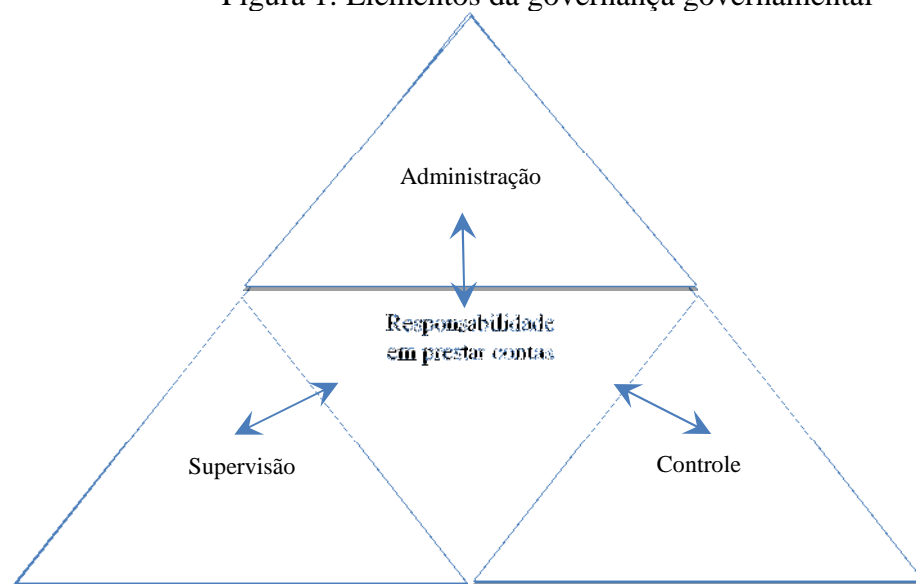 Figura 1: Elementos da governança governamental
Administração
Responsabilidade
em prestar contas
Supervisão
Controle